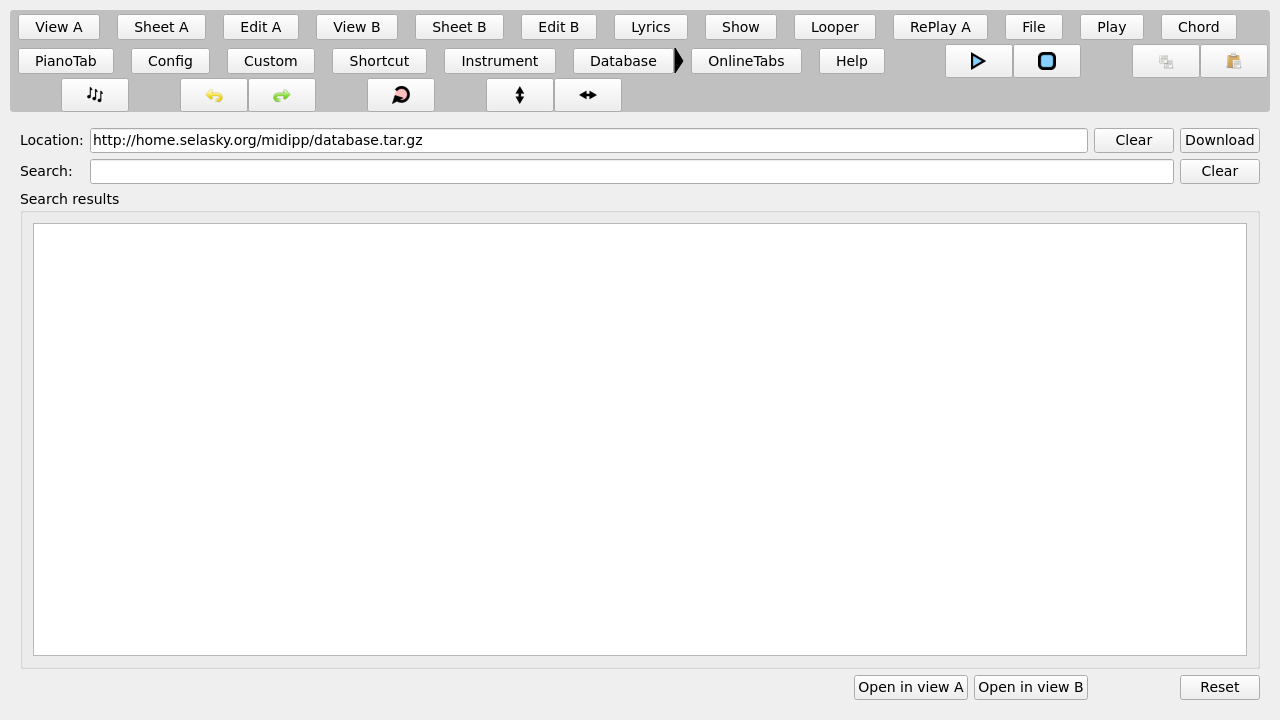 View A Sheet A Edit A View B Sheet B Edit B Lyrics Show Looper RePlay A File Play Chord
PianoTab Config Custom Shortcut Instrument Database OnlineTabs Help
Location: http://home.selasky.org/midipp/database.tar.gz Clear Download
Search: Clear
Search results
Open in view A Open in view B Reset